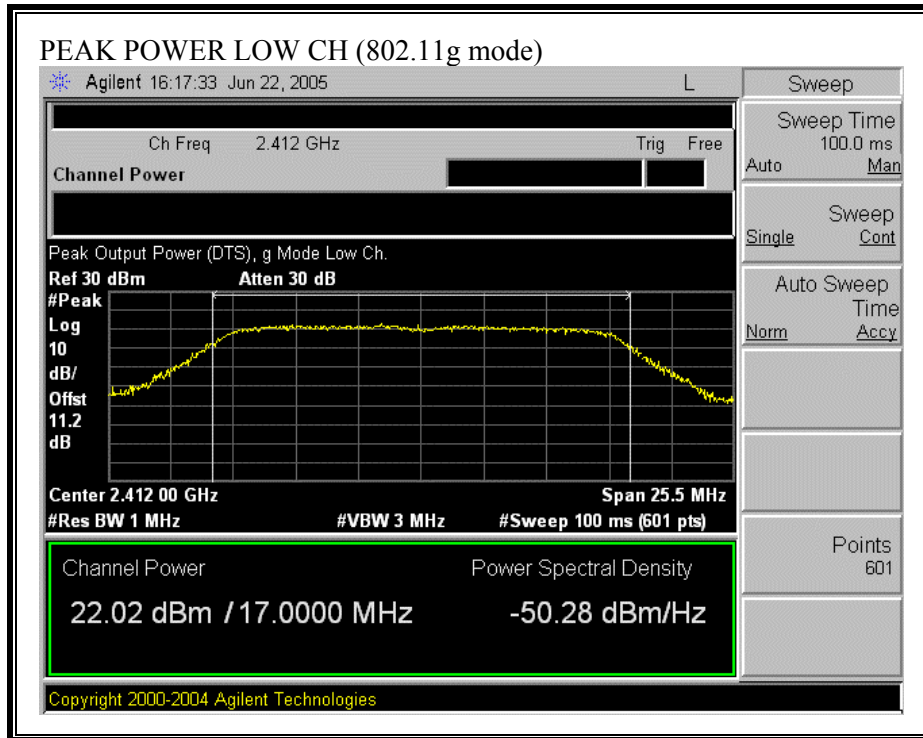 PEAK POWER LOW CH (802.11g mode)
Agilent 16:17:33 Jun 22, 2005 L
Sweep
Ch Freq 2.412 GHz Trig Free
Channel Power
Sweep Time
100.0 ms
Auto Man
Sweep
Single Cont
Auto Sweep
Time
Norm Accy
Points
601
Peak Output Power (DTS), g Mode Low Ch.
Ref 30 dBm Atten 30 dB
#Peak
Log
10
dB/
Offst
11.2
dB
Center 2.412 00 GHz Span 25.5 MHz
#Res BW 1 MHz #VBW 3 MHz #Sweep 100 ms (601 pts)
Channel Power Power Spectral Density
22.02 dBm / 17.0000 MHz -50.28 dBm/Hz
Copyright 2000-2004 Agilent Technologies